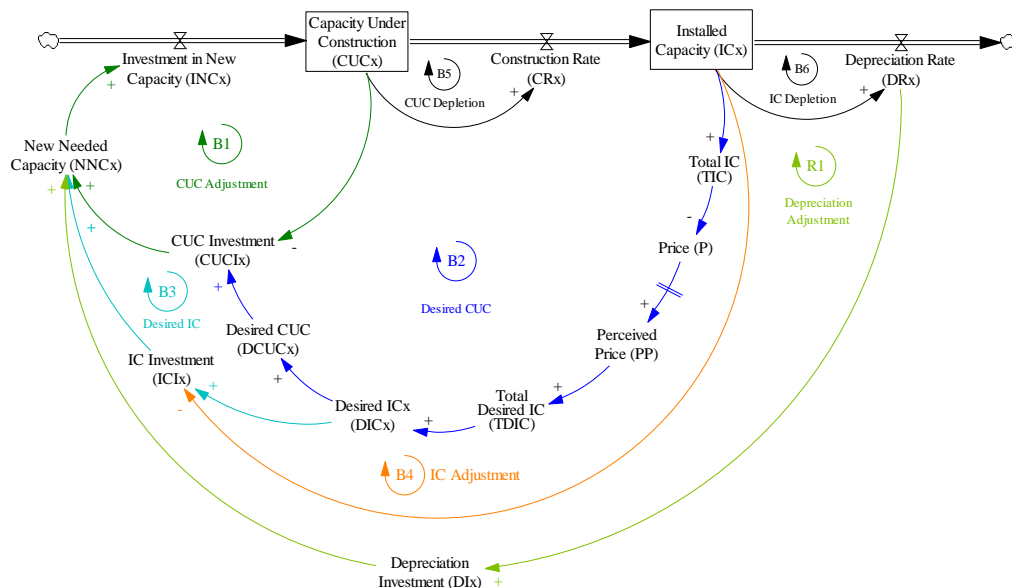 Capacity Under
Construction
(CUCx)
Installed
Capacity (ICx)
Investment in New
Capacity (INCx)
+
B5
CUC Depletion
Construction Rate
(CRx)
+
B6
IC Depletion
Depreciation Rate
(DRx)
+
New Needed
Capacity (NNCx)
+
+
+
B1
CUC Adjustment
+
Total IC
(TIC)
R1
Depreciation
Adjustment
-
CUC Investment
(CUCIx)
-
Price (P)
B2
Desired CUC
B3
Desired IC
+
+
Desired CUC
(DCUCx)
+
Perceived
Price (PP)
IC Investment
(ICIx)
+
-
+
Total
Desired IC
(TDIC)
Desired ICx
(DICx)
+
B4
IC Adjustment
Depreciation
Investment (DIx)
+